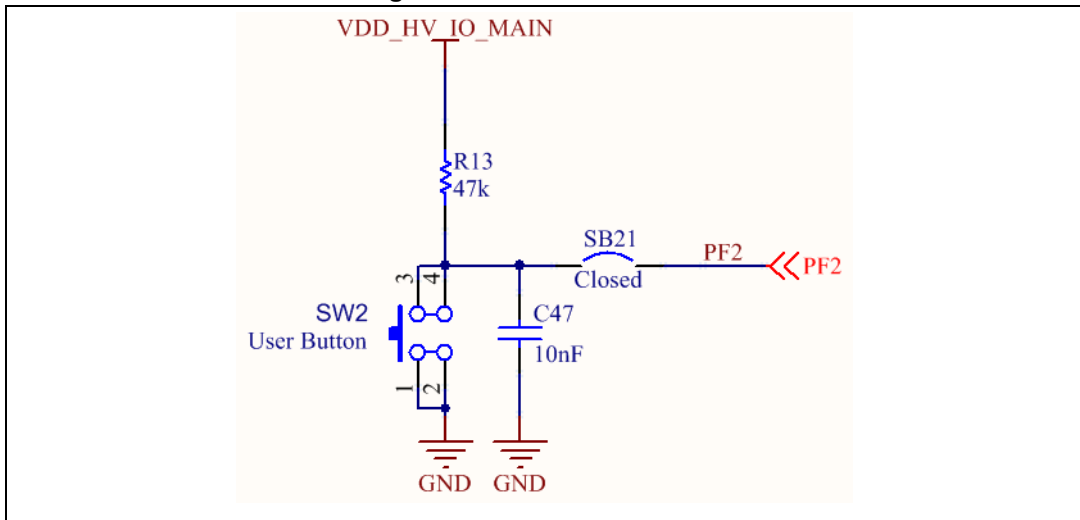 VDD_HV_IO_MAIN
R13
47k
SB21
PF2
PF2
Closed
3
4
SW2
User Button
C47
10nF
1
2
GND
GND